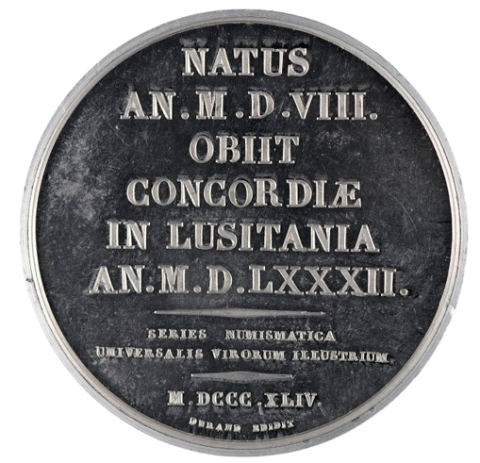 NATUS
AN.M.D.VIII.
OBIIT
CONCORDIÆ
IN LUSITANIA
AN.M.D.LXXXII.
SERIES NUMISMATICA
UNIVERSALIS VIRORUM ILLUSTRIUM
M.DCCC.XLIV.
DURAND EDIDIT